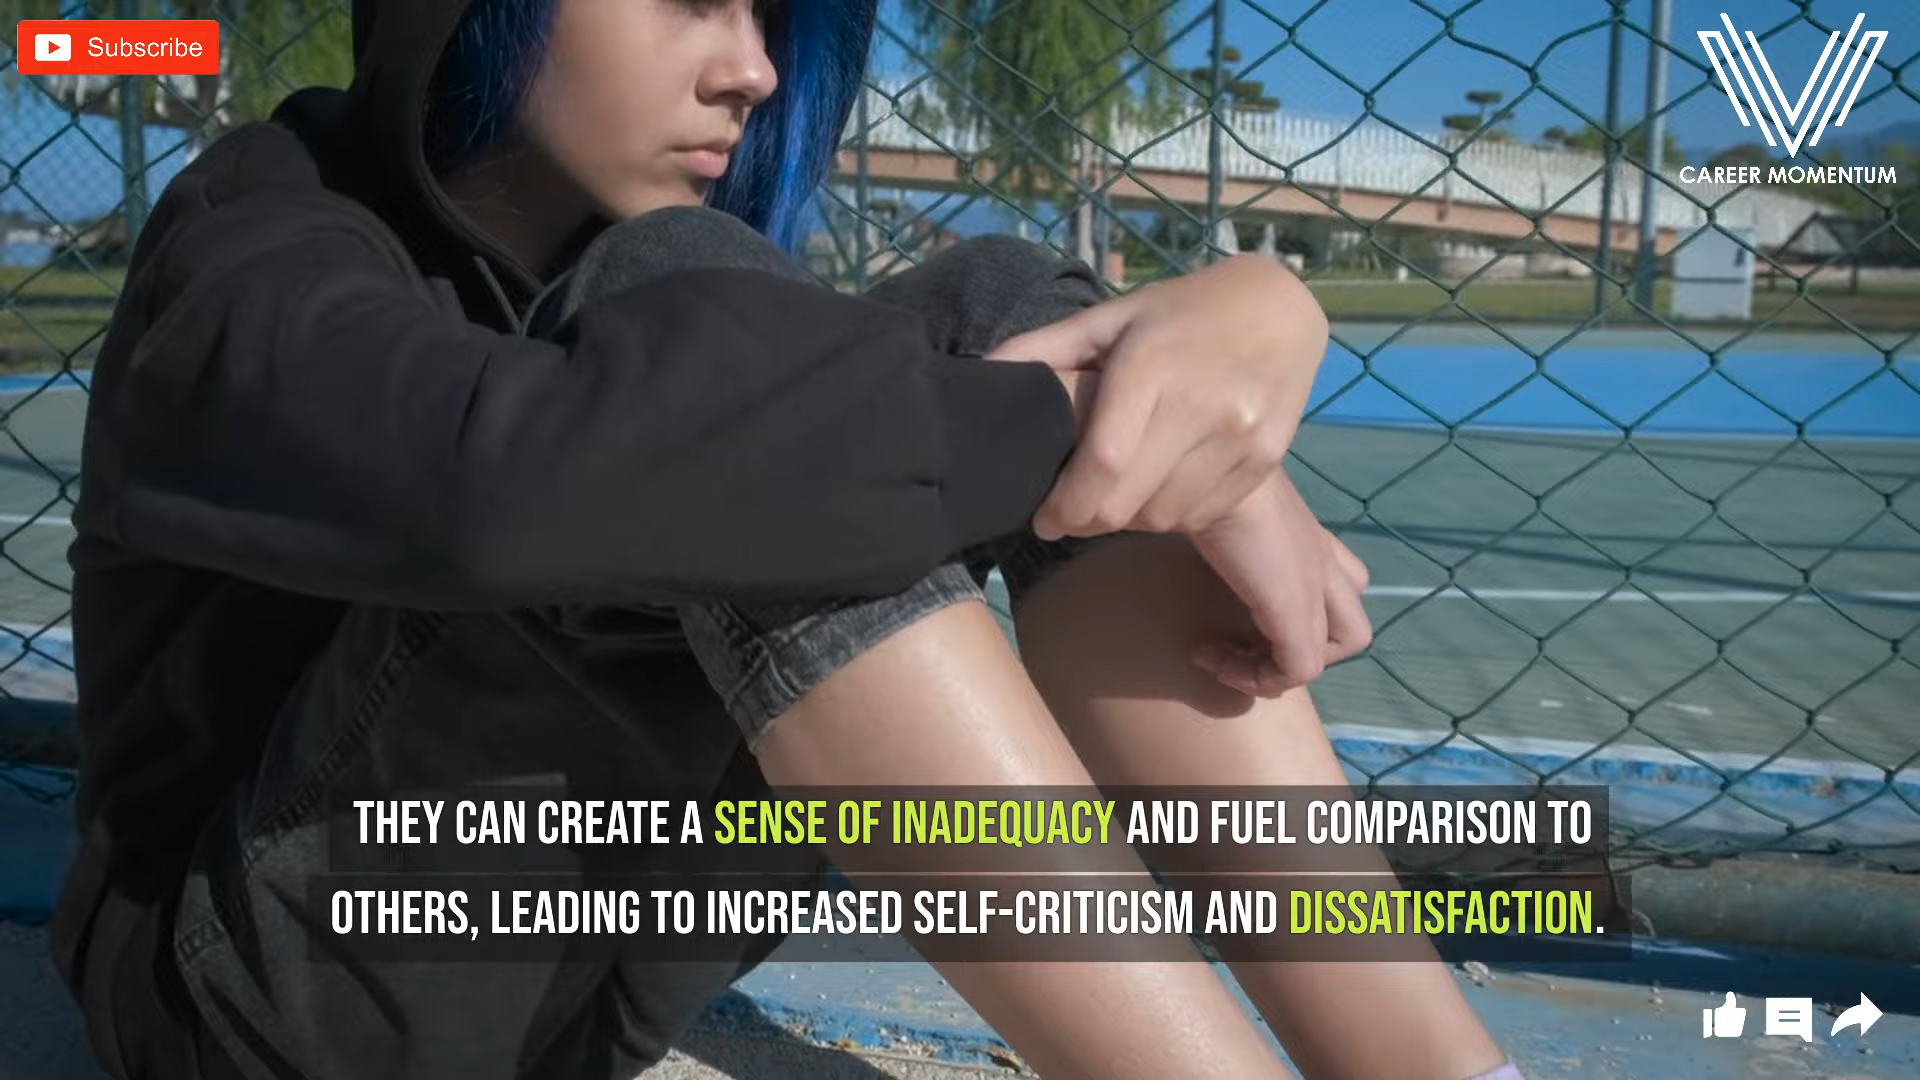 Subscribe
CAREER MOMENTUM
THEY CAN CREATE A SENSE OF INADEQUACY AND FUEL COMPARISON TO
OTHERS, LEADING TO INCREASED SELF-CRITICISM AND DISSATISFACTION.